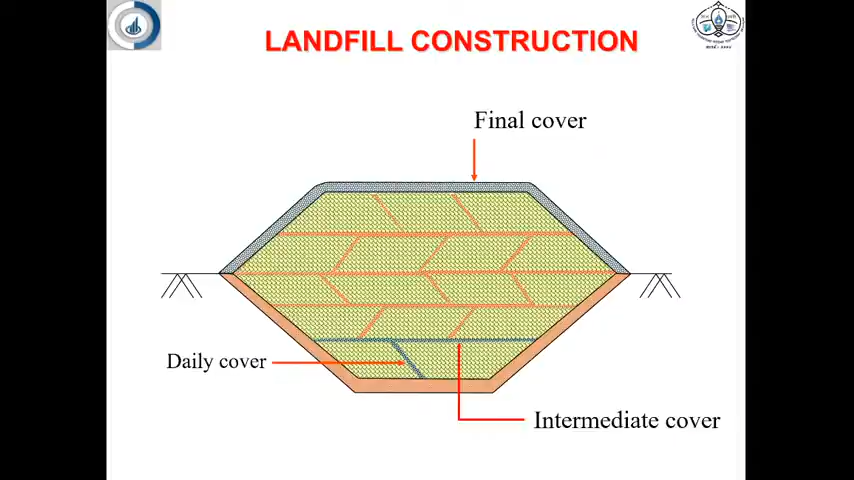 LANDFILL CONSTRUCTION
Final cover
Daily cover
Intermediate cover